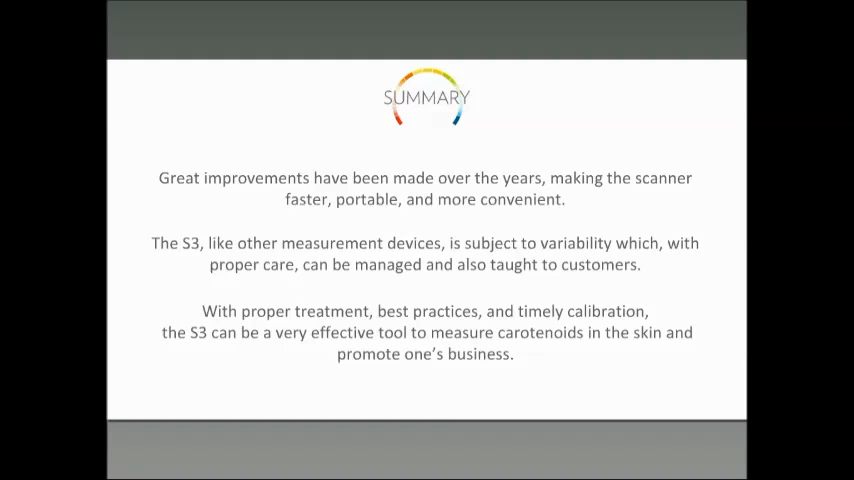 SUMMARY
Great improvements have been made over the years, making the scanner
faster, portable, and more convenient.
The S3, like other measurement devices, is subject to variability which, with
proper care, can be managed and also taught to customers.
With proper treatment, best practices, and timely calibration,
the S3 can be a very effective tool to measure carotenoids in the skin and
promote one’s business.